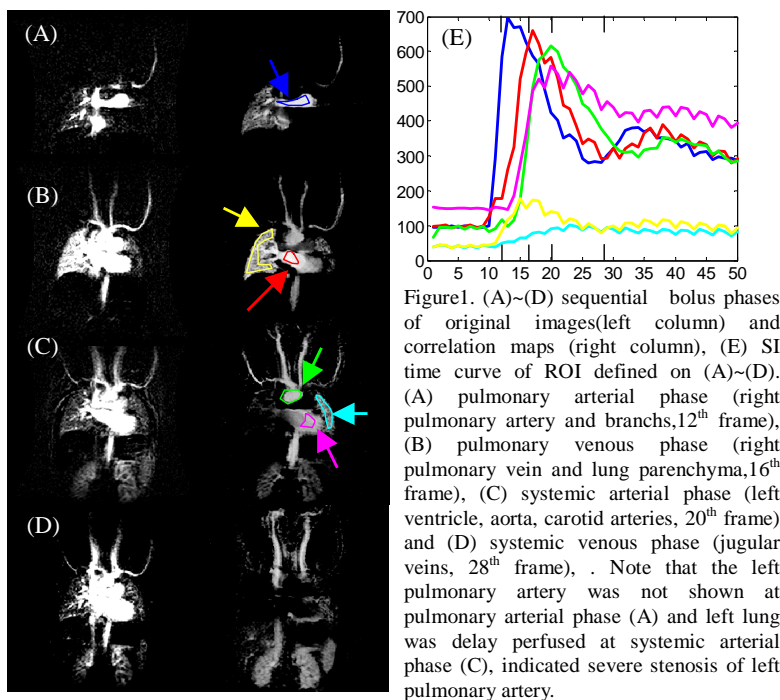 (A)
(B)
(C)
(D)
(E)
700
600
500
400
300
200
100
0
0 5 10 15 20 25 30 35 40 45 50
Figure1. (A)~(D) sequential bolus phases
of original images(left column) and
correlation maps (right column), (E) SI
time curve of ROI defined on (A)~(D).
(A) pulmonary arterial phase (right
pulmonary artery and branchs,12th frame),
(B) pulmonary venous phase (right
pulmonary vein and lung parenchyma,16th
frame), (C) systemic arterial phase (left
ventricle, aorta, carotid arteries, 20th frame)
and (D) systemic venous phase (jugular
veins, 28th frame), . Note that the left
pulmonary artery was not shown at
pulmonary arterial phase (A) and left lung
was delay perfused at systemic arterial
phase (C), indicated severe stenosis of left
pulmonary artery.